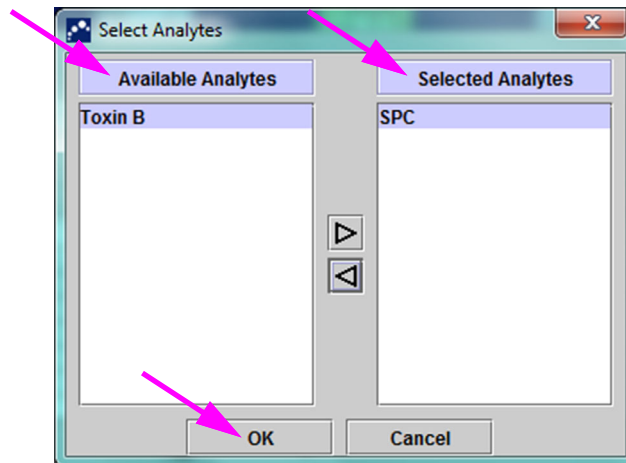 Select Analytes
Available Analytes
Selected Analytes
Toxin B
SPC
OK
Cancel